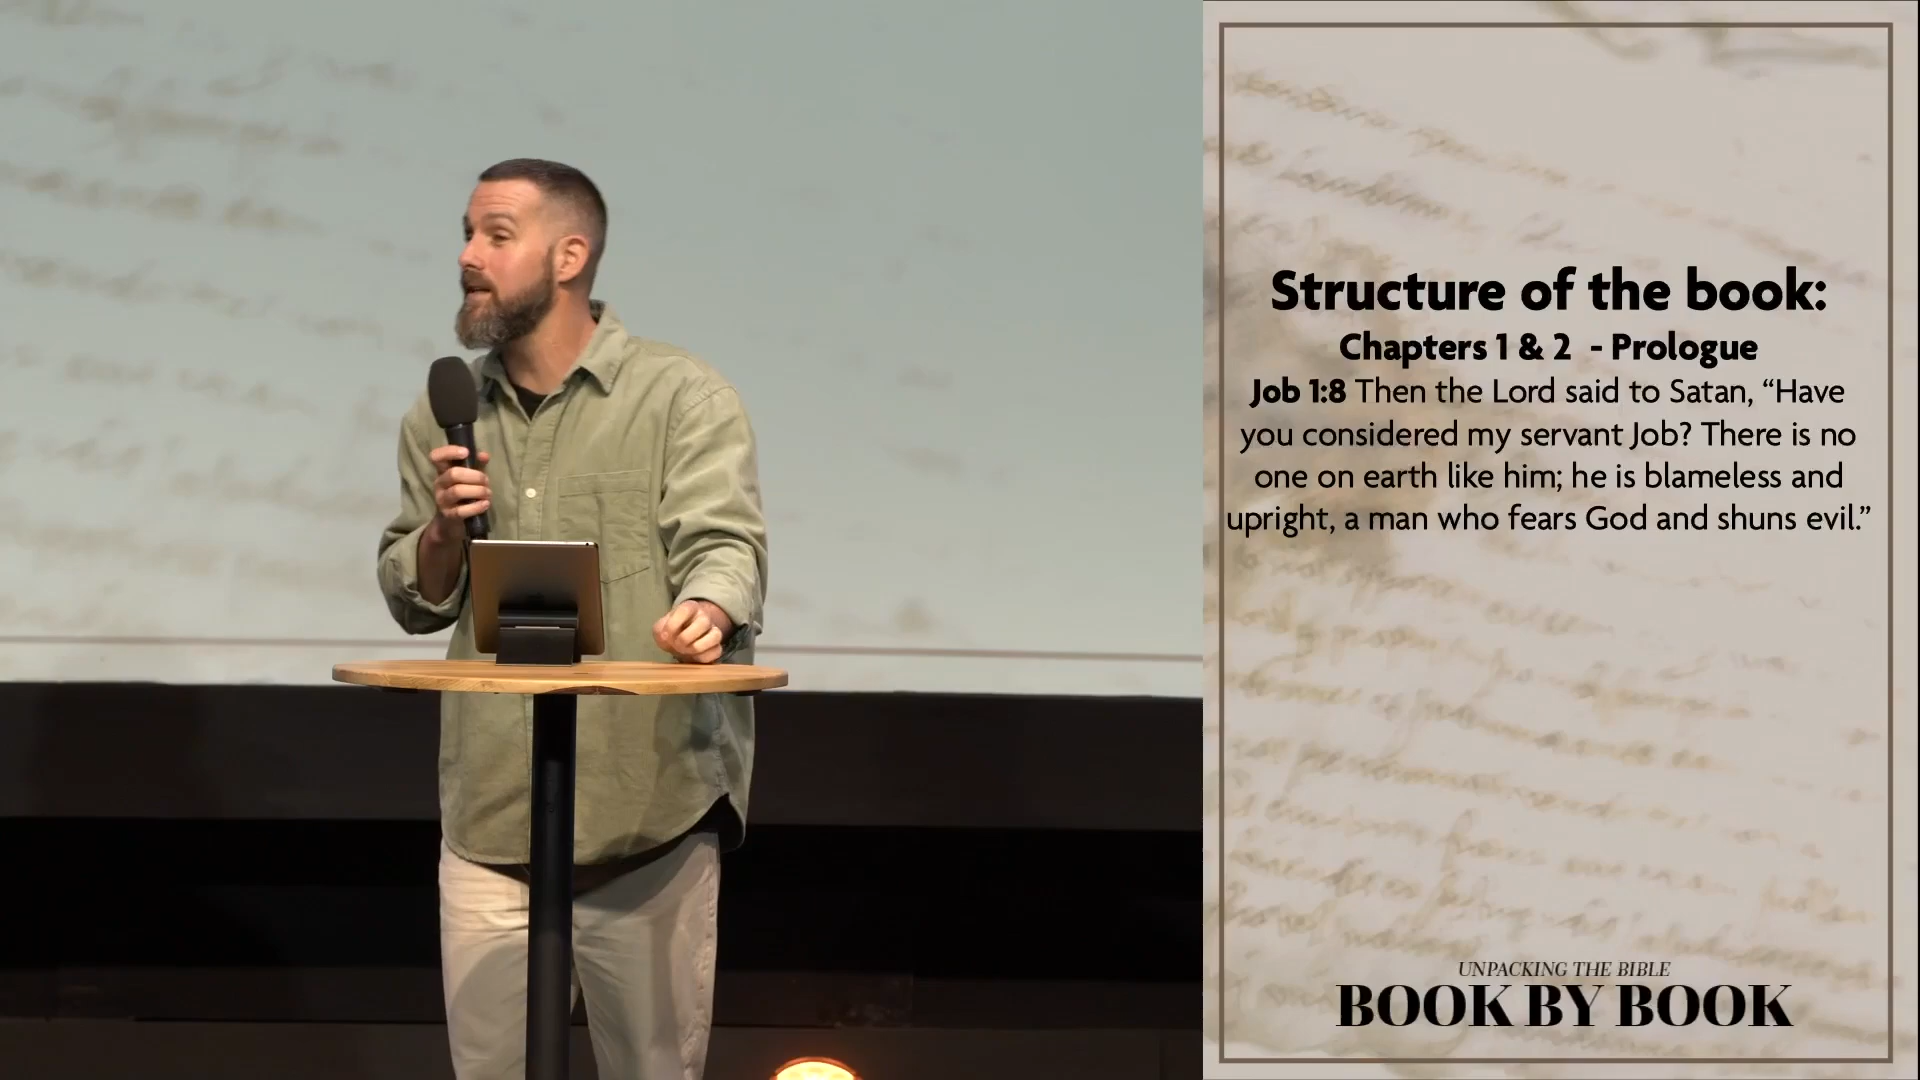 Structure of the book:
Chapters 1 & 2 - Prologue
Job 1:8 Then the Lord said to Satan, “Have
you considered my servant Job? There is no
one on earth like him; he is blameless and
upright, a man who fears God and shuns evil.”
UNPACKING THE BIBLE
BOOK BY BOOK